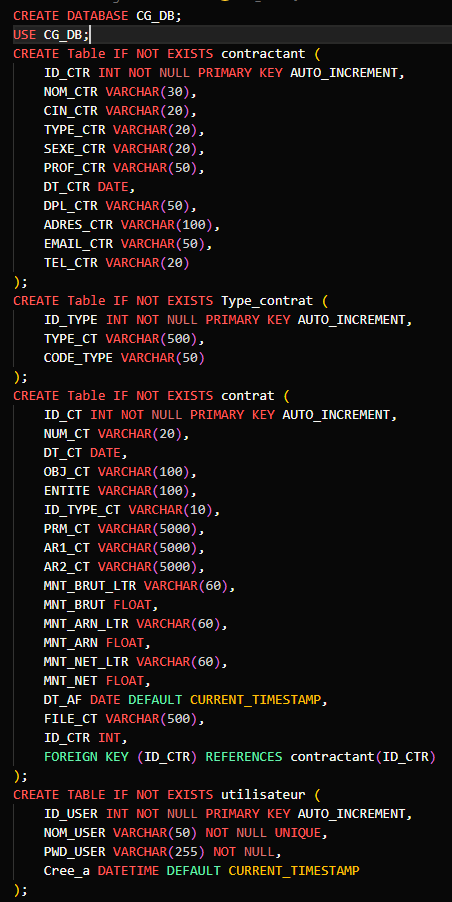 CREATE DATABASE CG_DB;
USE CG_DB;
CREATE Table IF NOT EXISTS contractant (
    ID_CTR INT NOT NULL PRIMARY KEY AUTO_INCREMENT,
    NOM_CTR VARCHAR(30),
    CIN_CTR VARCHAR(20),
    TYPE_CTR VARCHAR(20),
    SEXE_CTR VARCHAR(20),
    PROF_CTR VARCHAR(50),
    DT_CTR DATE,
    DPL_CTR VARCHAR(50),
    ADRES_CTR VARCHAR(100),
    EMAIL_CTR VARCHAR(50),
    TEL_CTR VARCHAR(20)
);
CREATE Table IF NOT EXISTS Type_contrat (
    ID_TYPE INT NOT NULL PRIMARY KEY AUTO_INCREMENT,
    TYPE_CT VARCHAR(500),
    CODE_TYPE VARCHAR(50)
);
CREATE Table IF NOT EXISTS contrat (
    ID_CT INT NOT NULL PRIMARY KEY AUTO_INCREMENT,
    NUM_CT VARCHAR(20),
    DT_CT DATE,
    OBJ_CT VARCHAR(100),
    ENTITE VARCHAR(100),
    ID_TYPE_CT VARCHAR(10),
    PRM_CT VARCHAR(5000),
    AR1_CT VARCHAR(5000),
    AR2_CT VARCHAR(5000),
    MNT_BRUT_LTR VARCHAR(60),
    MNT_BRUT FLOAT,
    MNT_ARN_LTR VARCHAR(60),
    MNT_ARN FLOAT,
    MNT_NET_LTR VARCHAR(60),
    MNT_NET FLOAT,
    DT_AF DATE DEFAULT CURRENT_TIMESTAMP,
    FILE_CT VARCHAR(500),
    ID_CTR INT,
    FOREIGN KEY (ID_CTR) REFERENCES contractant(ID_CTR)
);
CREATE TABLE IF NOT EXISTS utilisateur (
    ID_USER INT NOT NULL PRIMARY KEY AUTO_INCREMENT,
    NOM_USER VARCHAR(50) NOT NULL UNIQUE,
    PWD_USER VARCHAR(255) NOT NULL,
    Cree_a DATETIME DEFAULT CURRENT_TIMESTAMP
);